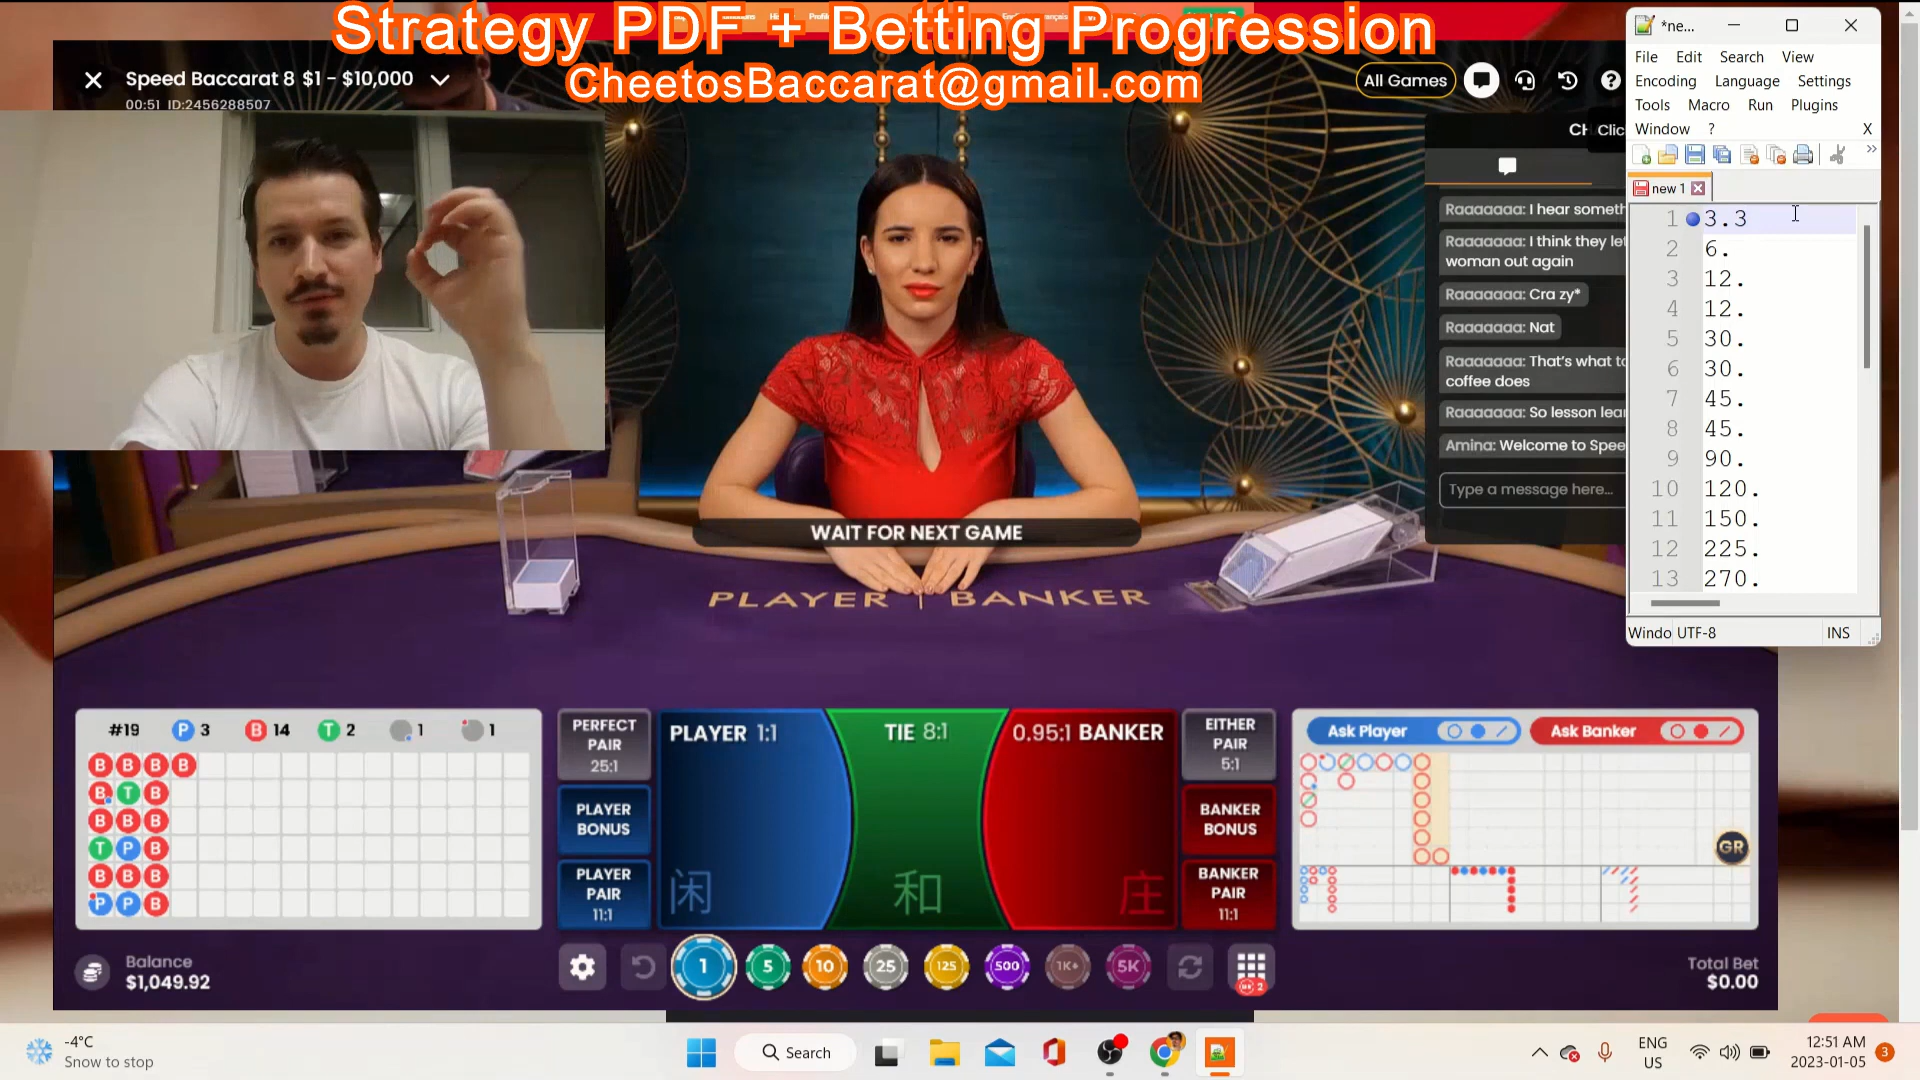 Strategy PDF + Betting Progression
CheetosBaccarat@gmail.com
Speed Baccarat 8 $1 – $10,000
00:51 ID:2456288507
All Games
Raaaaaaa:
Raaaaaaa: I think they
woman out again
Raaaaaaa: Cra zy*
Raaaaaaa: Nat
Raaaaaaa: That's what
coffee does
Raaaaaaa: So lesson
Amina: Welcome to
Type a message here...
WAIT FOR NEXT GAME
PLAYER BANKER
*ne...
File Edit Search View
Encoding Language Settings
Tools Macro Run Plugins
Window ? X
new 1
1 3.3
2 6.
3 12.
4 12.
5 30.
6 30.
7 45.
8 45.
9 90.
10 120.
11 150.
12 225.
13 270.
Windo UTF-8 INS
#19 P 3 B 14 T 2 1 1
B B B B
B T B
B B B
T P B
B B B
P P B
PERFECT
PAIR
25:1
PLAYER
BONUS
PLAYER
PAIR
11:1
PLAYER 1:1
闲
TIE 8:1
和
0.95:1 BANKER
庄
EITHER
PAIR
5:1
BANKER
BONUS
BANKER
PAIR
11:1
Ask Player
Ask Banker
GR
Balance
$1,049.92
1 5 10 25 125 500 1K+ 5K
2
Total Bet
$0.00
-4°C
Snow to stop
Search
ENG
US
12:51 AM
2023-01-05
3